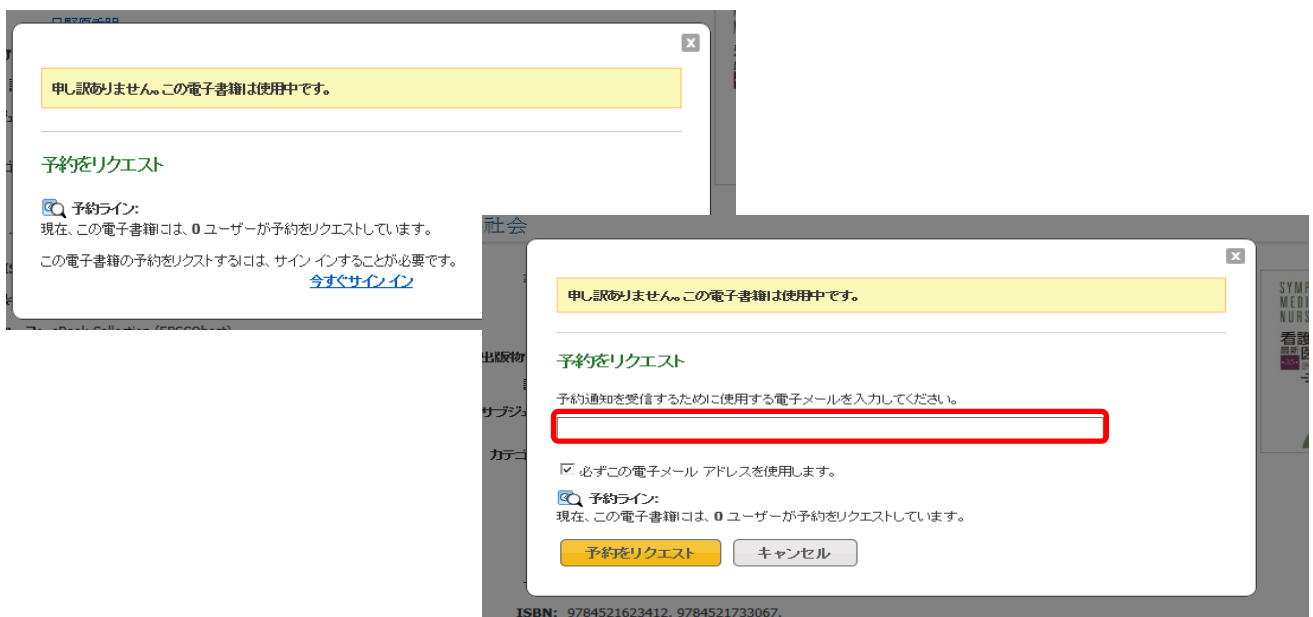 申し訳ありません。この電子書籍は使用中です。
予約をリクエスト
予約ライン:
現在、この電子書籍には、0 ユーザーが予約をリクエストしています。
この電子書籍の予約をリクストするには、サイン インすることが必要です。
今すぐサイン イン
社会
申し訳ありません。この電子書籍は使用中です。
出版物
予約をリクエスト
予約通知を受信するために使用する電子メールを入力してください。
サブジェ
カテゴ
必ずこの電子メール アドレスを使用します。
予約ライン:
現在、この電子書籍には、0 ユーザーが予約をリクエストしています。
予約をリクエスト
キャンセル
ISBN: 9784521623412. 9784521733067.
SYMP
MEDI
NURS
看護